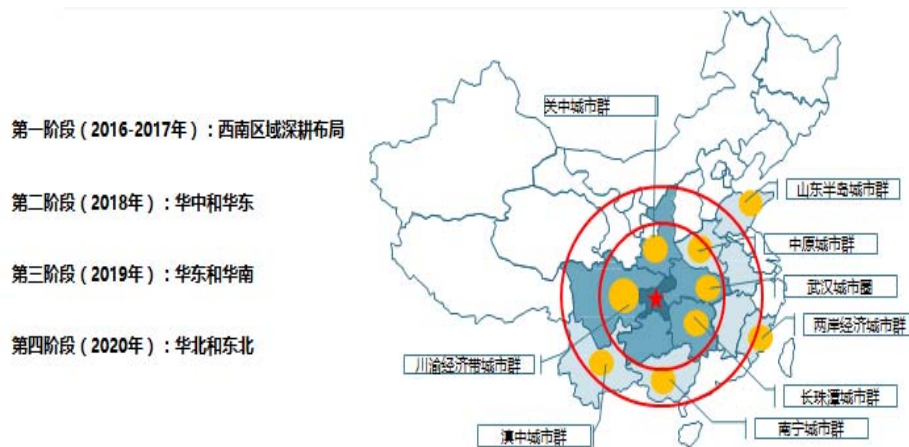 关中城市群
第一阶段（2016-2017年）：西南区域深耕布局
山东半岛城市群
第二阶段（2018年）：华中和华东
中原城市群
第三阶段（2019年）：华东和华南
武汉城市圈
两岸经济城市群
第四阶段（2020年）：华北和东北
川渝经济带城市群
长珠潭城市群
南宁城市群
滇中城市群